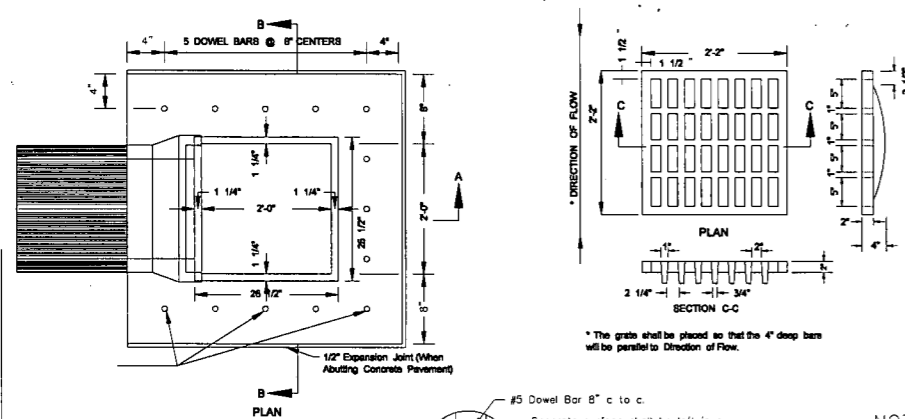 B
4"
5 DOWEL BARS @ 8" CENTERS
4"
4"
8"
1 1/4"
1 1/4"
1 1/4"
2'-0"
26 1/2"
2'-0"
A
1 1/4"
26 1/2"
8"
1/2" Expansion Joint (When
Abutting Concrete Pavement)
B
PLAN
* DIRECTION OF FLOW
1 1/2"
1 1/2"
2'-2"
2'-2"
C
C
5"
1"
5"
1"
5"
1"
5"
2"
4"
PLAN
1"
2"
2"
2 1/4"
3/4"
SECTION C-C
* The grate shall be placed so that the 4" deep bars
will be parallel to Direction of Flow.
#5 Dowel Bar 8" c to c.